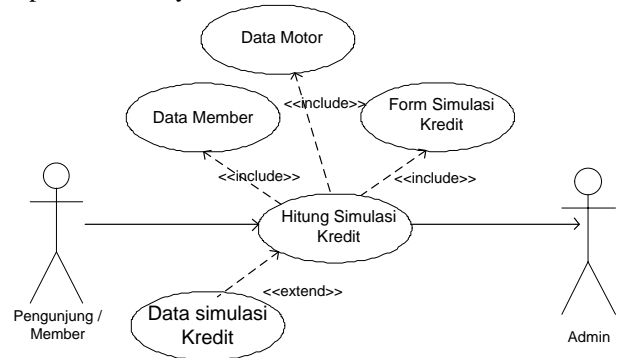 Data Motor
<<include>>
Data Member
Form Simulasi
Kredit
<<include>>
<<include>>
Hitung Simulasi
Kredit
<<extend>>
Data simulasi
Kredit
Pengunjung /
Member
Admin